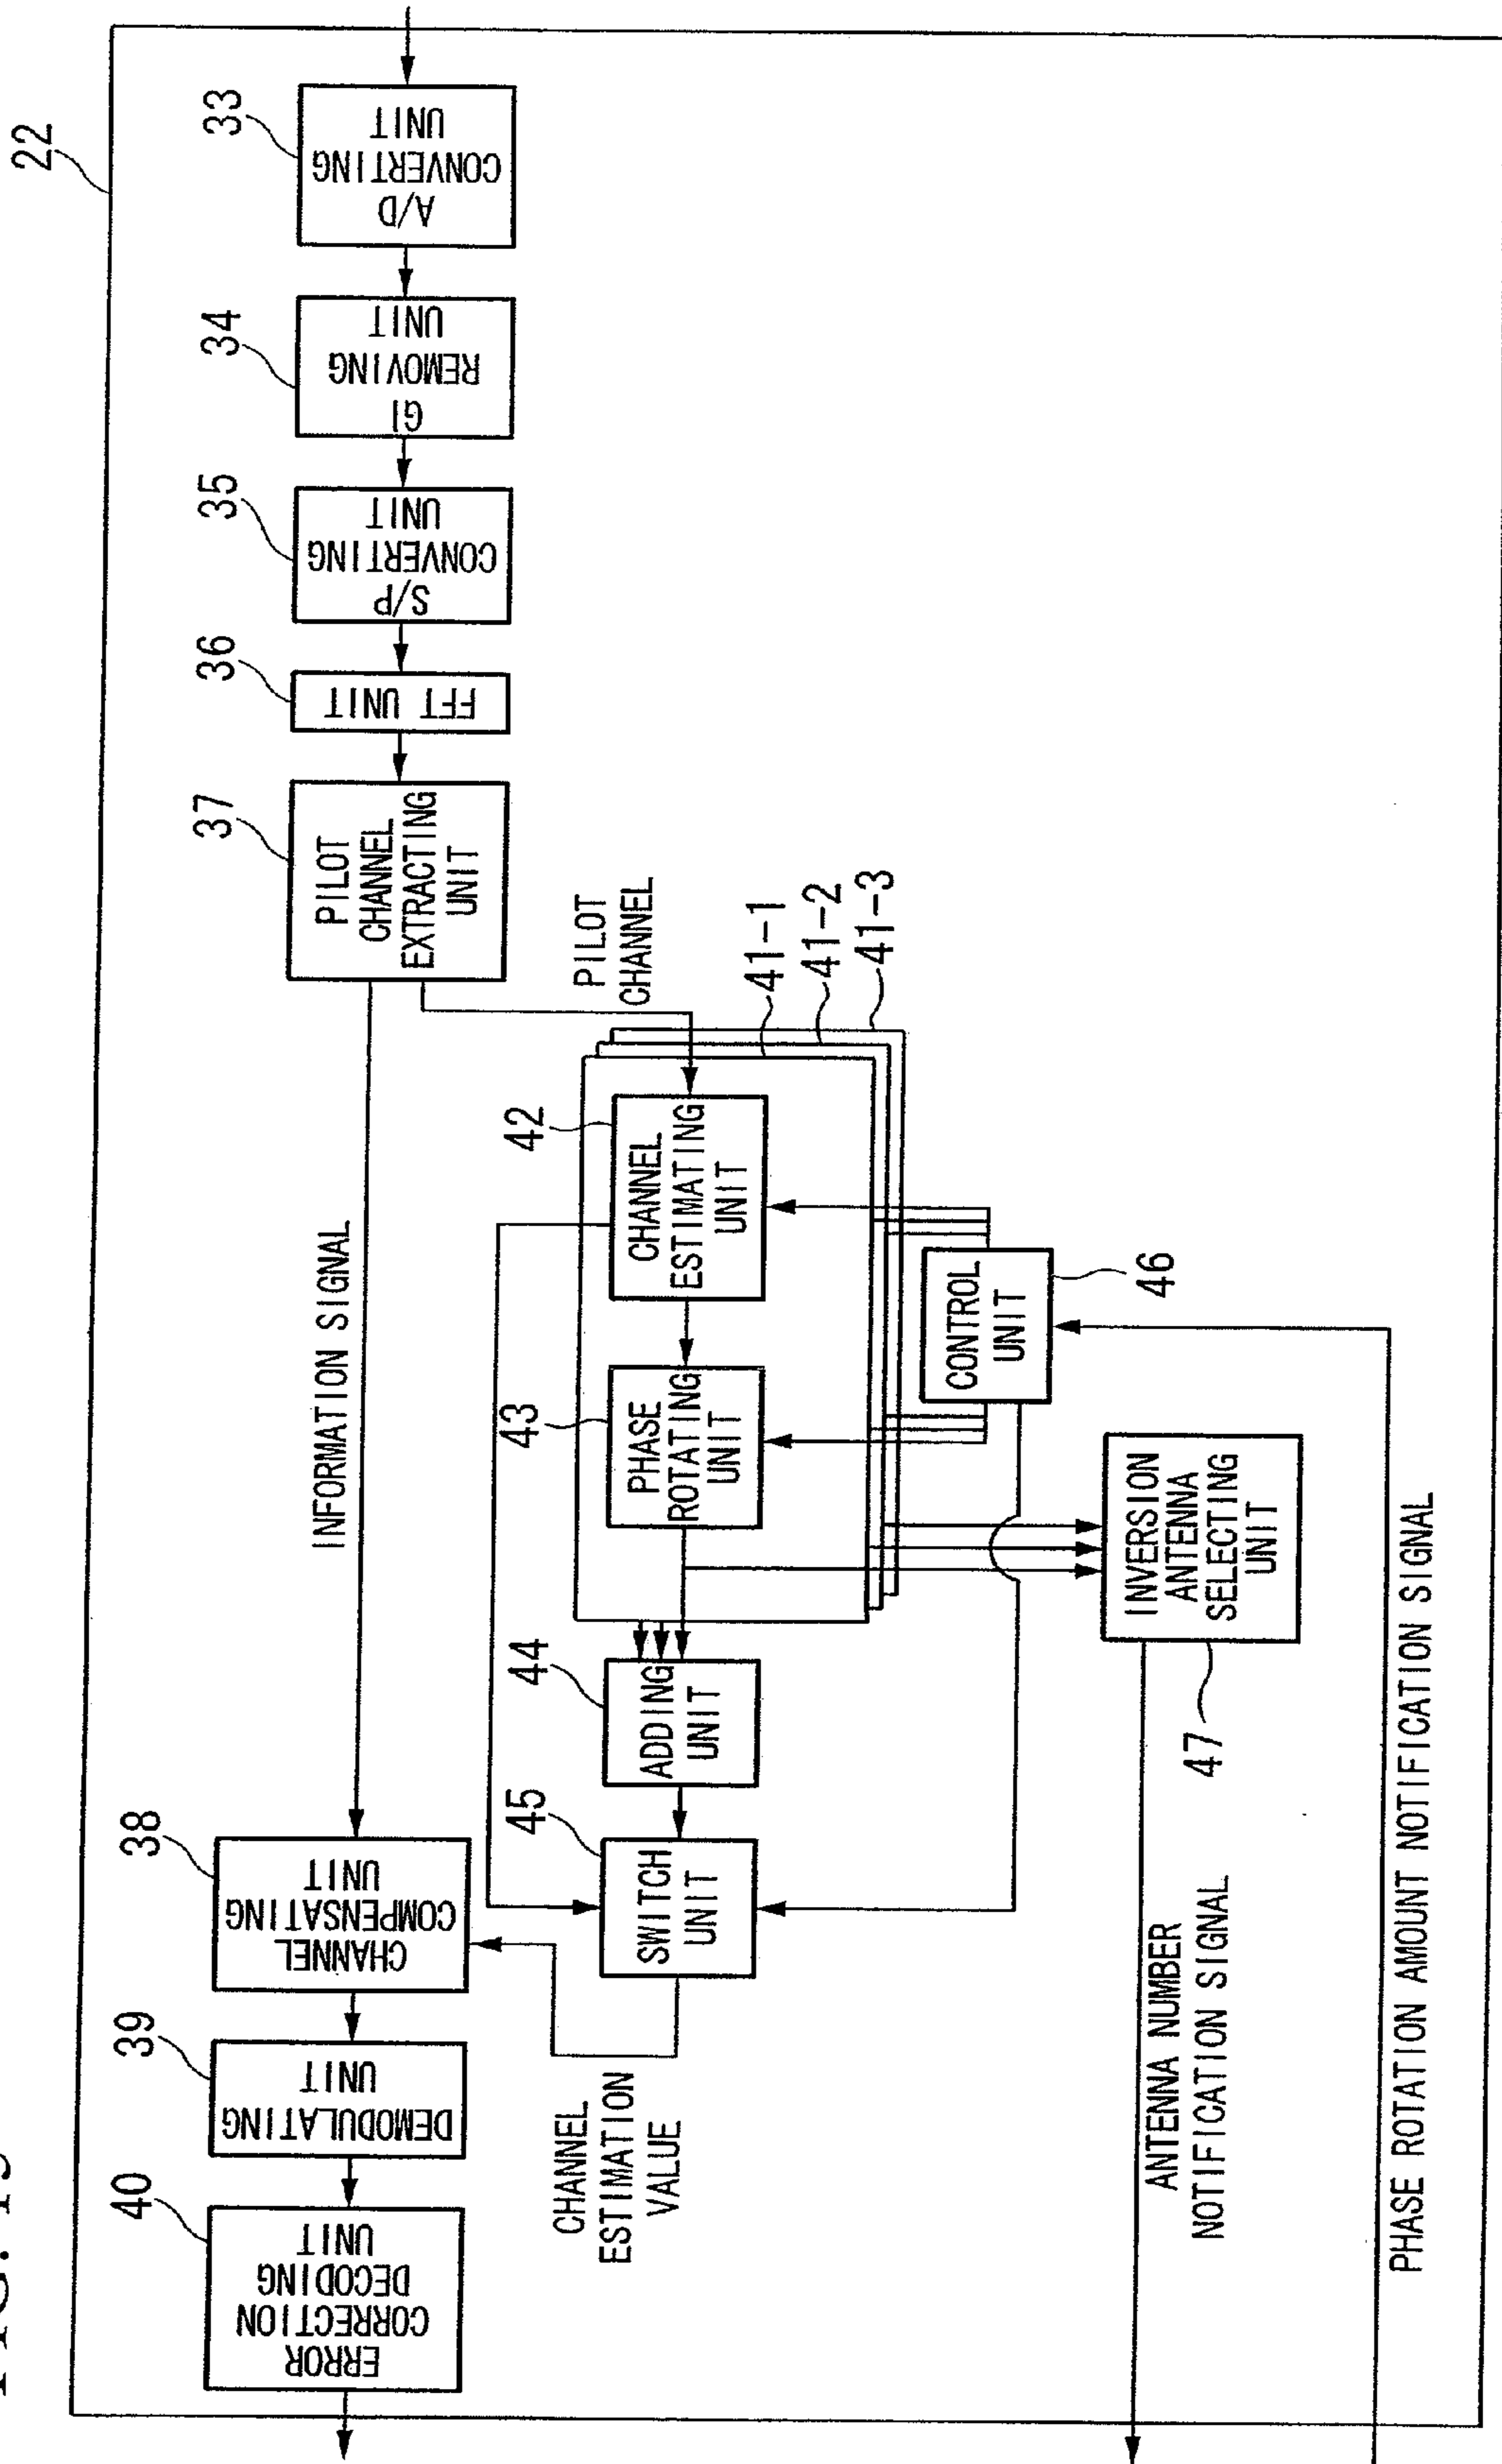 22
33
A/D
CONVERTING
UNIT
34
GI
REMOVING
UNIT
35
S/P
CONVERTING
UNIT
36
FFT UNIT
37
PILOT
CHANNEL
EXTRACTING
UNIT
PILOT
CHANNEL
INFORMATION SIGNAL
38
CHANNEL
COMPENSATING
UNIT
39
DEMODULATING
UNIT
40
ERROR
CORRECTION
DECODING
UNIT
41-1
41-2
41-3
42
CHANNEL
ESTIMATING
UNIT
43
PHASE
ROTATING
UNIT
44
ADDING
UNIT
45
SWITCH
UNIT
CHANNEL
ESTIMATION
VALUE
CONTROL
UNIT
46
INVERSION
ANTENNA
SELECTING
UNIT
47
ANTENNA NUMBER
NOTIFICATION SIGNAL
PHASE ROTATION AMOUNT NOTIFICATION SIGNAL